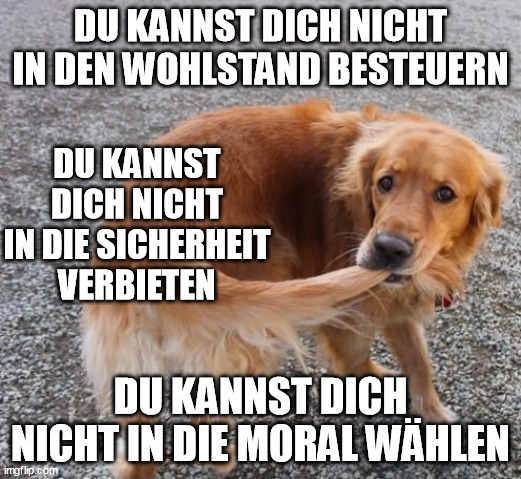 DU KANNST DICH NICHT
IN DEN WOHLSTAND BESTEUERN
DU KANNST
DICH NICHT
IN DIE SICHERHEIT
VERBIETEN
DU KANNST DICH
NICHT IN DIE MORAL WÄHLEN
imgflip.com